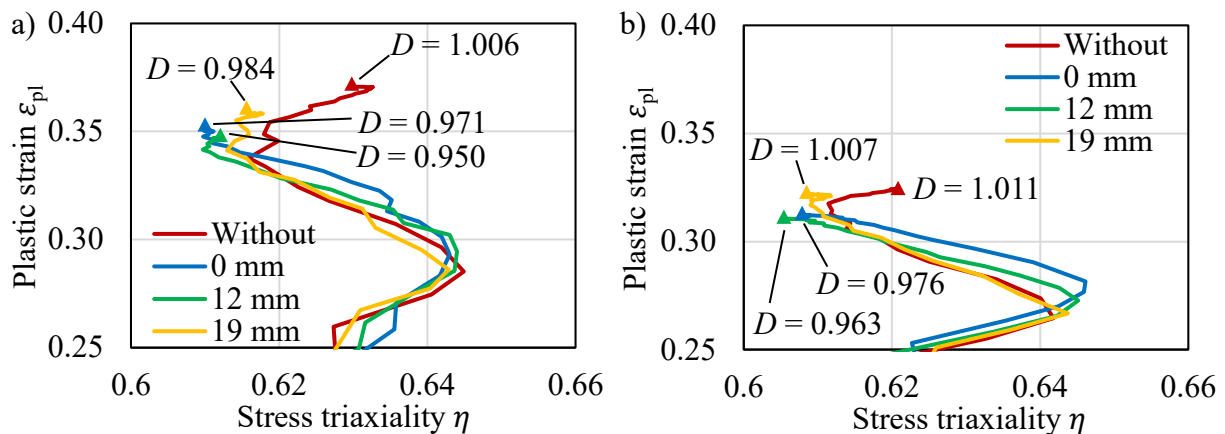 a)
Plastic strain εpl
0.40
0.35
0.30
0.25
D = 1.006
D = 0.984
D = 0.971
D = 0.950
Without
0 mm
12 mm
19 mm
0.6
0.62
0.64
0.66
Stress triaxiality η
b)
Plastic strain εpl
0.40
0.35
0.30
0.25
Without
0 mm
12 mm
19 mm
D = 1.007
D = 1.011
D = 0.976
D = 0.963
0.6
0.62
0.64
0.66
Stress triaxiality η